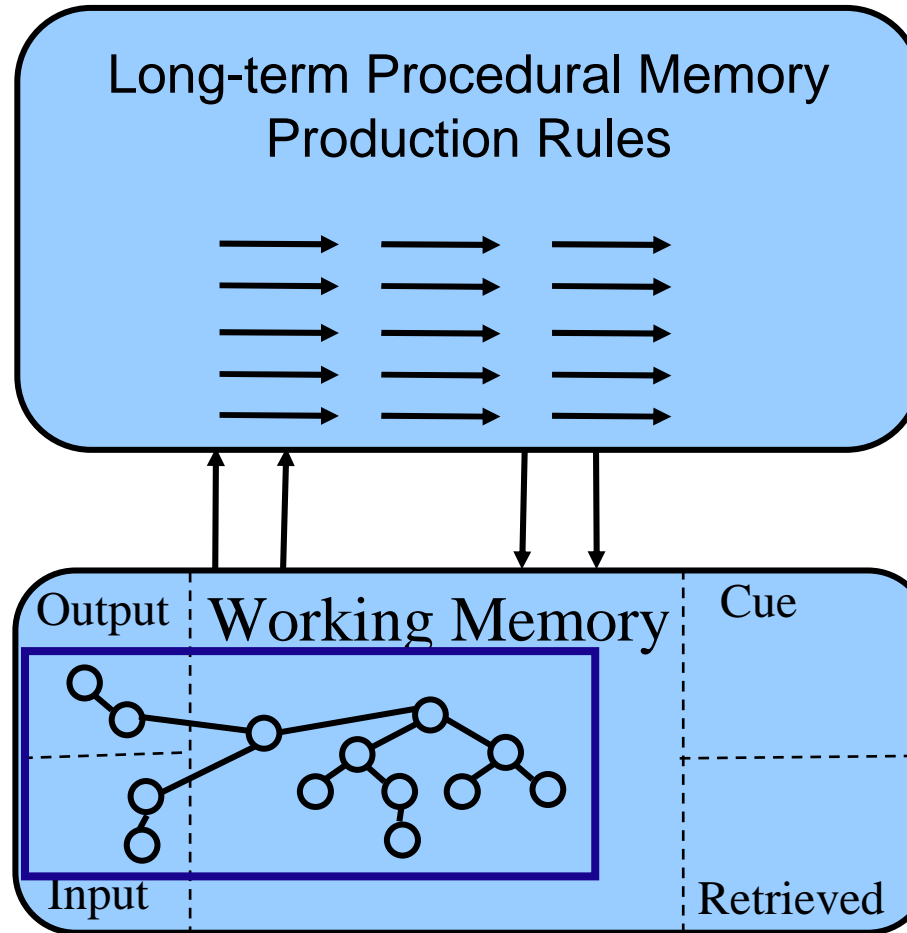 Long-term Procedural Memory
Production Rules
Output
Working Memory
Cue
Input
Retrieved